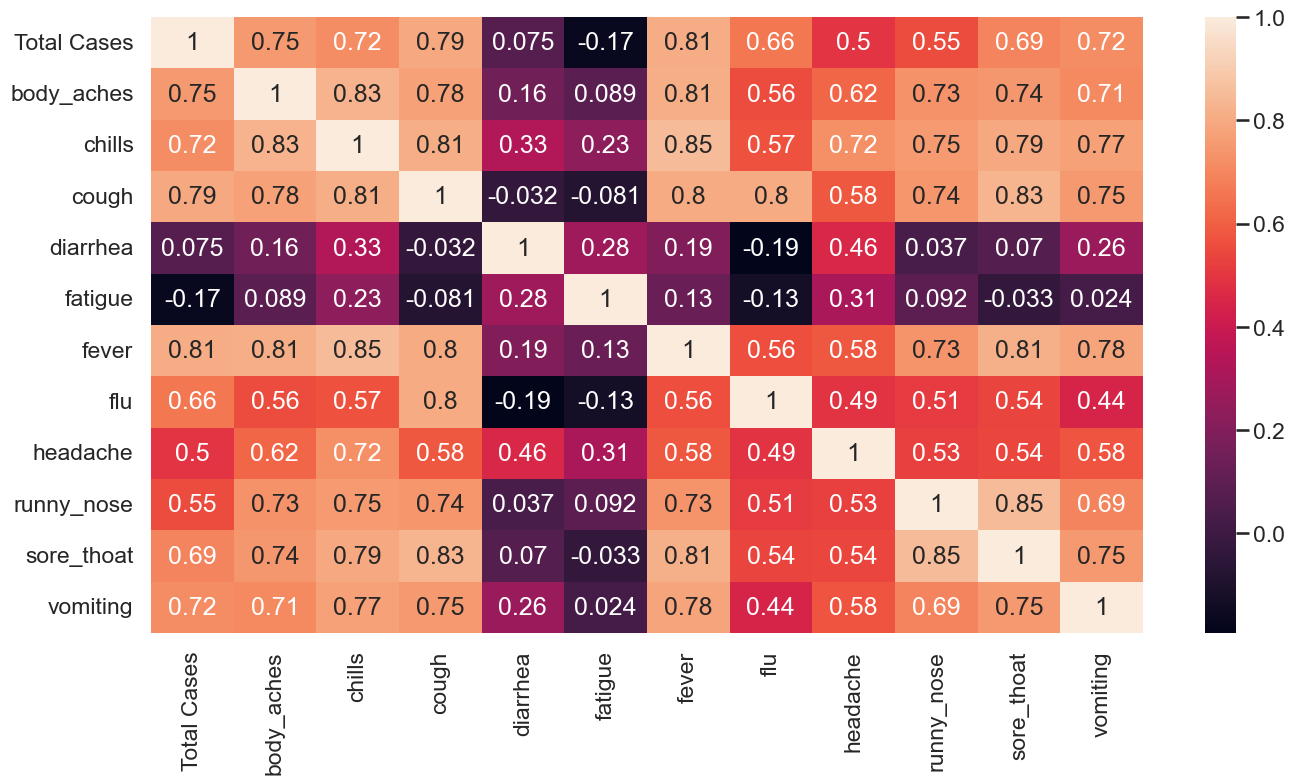 Total Cases 1 0.75 0.72 0.79 0.075 -0.17 0.81 0.66 0.5 0.55 0.69 0.72
body_aches 0.75 1 0.83 0.78 0.16 0.089 0.81 0.56 0.62 0.73 0.74 0.71
chills 0.72 0.83 1 0.81 0.33 0.23 0.85 0.57 0.72 0.75 0.79 0.77
cough 0.79 0.78 0.81 1 -0.032 -0.081 0.8 0.8 0.58 0.74 0.83 0.75
diarrhea 0.075 0.16 0.33 -0.032 1 0.28 0.19 -0.19 0.46 0.037 0.07 0.26
fatigue -0.17 0.089 0.23 -0.081 0.28 1 0.13 -0.13 0.31 0.092 -0.033 0.024
fever 0.81 0.81 0.85 0.8 0.19 0.13 1 0.56 0.58 0.73 0.81 0.78
flu 0.66 0.56 0.57 0.8 -0.19 -0.13 0.56 1 0.49 0.51 0.54 0.44
headache 0.5 0.62 0.72 0.58 0.46 0.31 0.58 0.49 1 0.53 0.54 0.58
runny_nose 0.55 0.73 0.75 0.74 0.037 0.092 0.73 0.51 0.53 1 0.85 0.69
sore_thoat 0.69 0.74 0.79 0.83 0.07 -0.033 0.81 0.54 0.54 0.85 1 0.75
vomiting 0.72 0.71 0.77 0.75 0.26 0.024 0.78 0.44 0.58 0.69 0.75 1
Total Cases body_aches chills cough diarrhea fatigue fever flu headache runny_nose sore_thoat vomiting
1.0
0.8
0.6
0.4
0.2
0.0